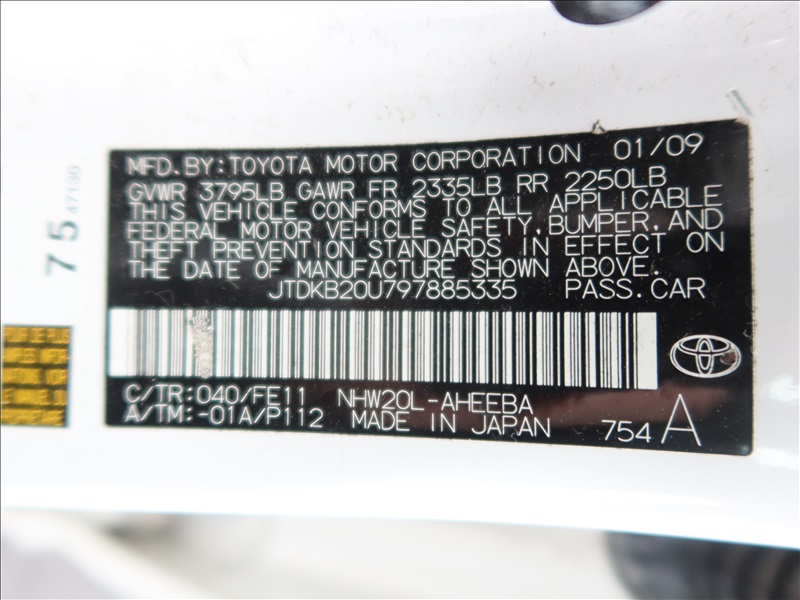 MFD.BY:TOYOTA MOTOR CORPORATION 01/09
GVWR 3795LB GAWR FR 2335LB RR 2250LB
THIS VEHICLE CONFORMS TO ALL APPLICABLE
FEDERAL MOTOR VEHICLE SAFETY,BUMPER,AND
THEFT PREVENTION STANDARDS IN EFFECT ON
THE DATE OF MANUFACTURE SHOWN ABOVE.
JTDKB20U797885335 PASS.CAR
C/TR:040/FE11 NHW20L-AHEEBA
A/TM:-01A/P112 MADE IN JAPAN 754 A
75 47130